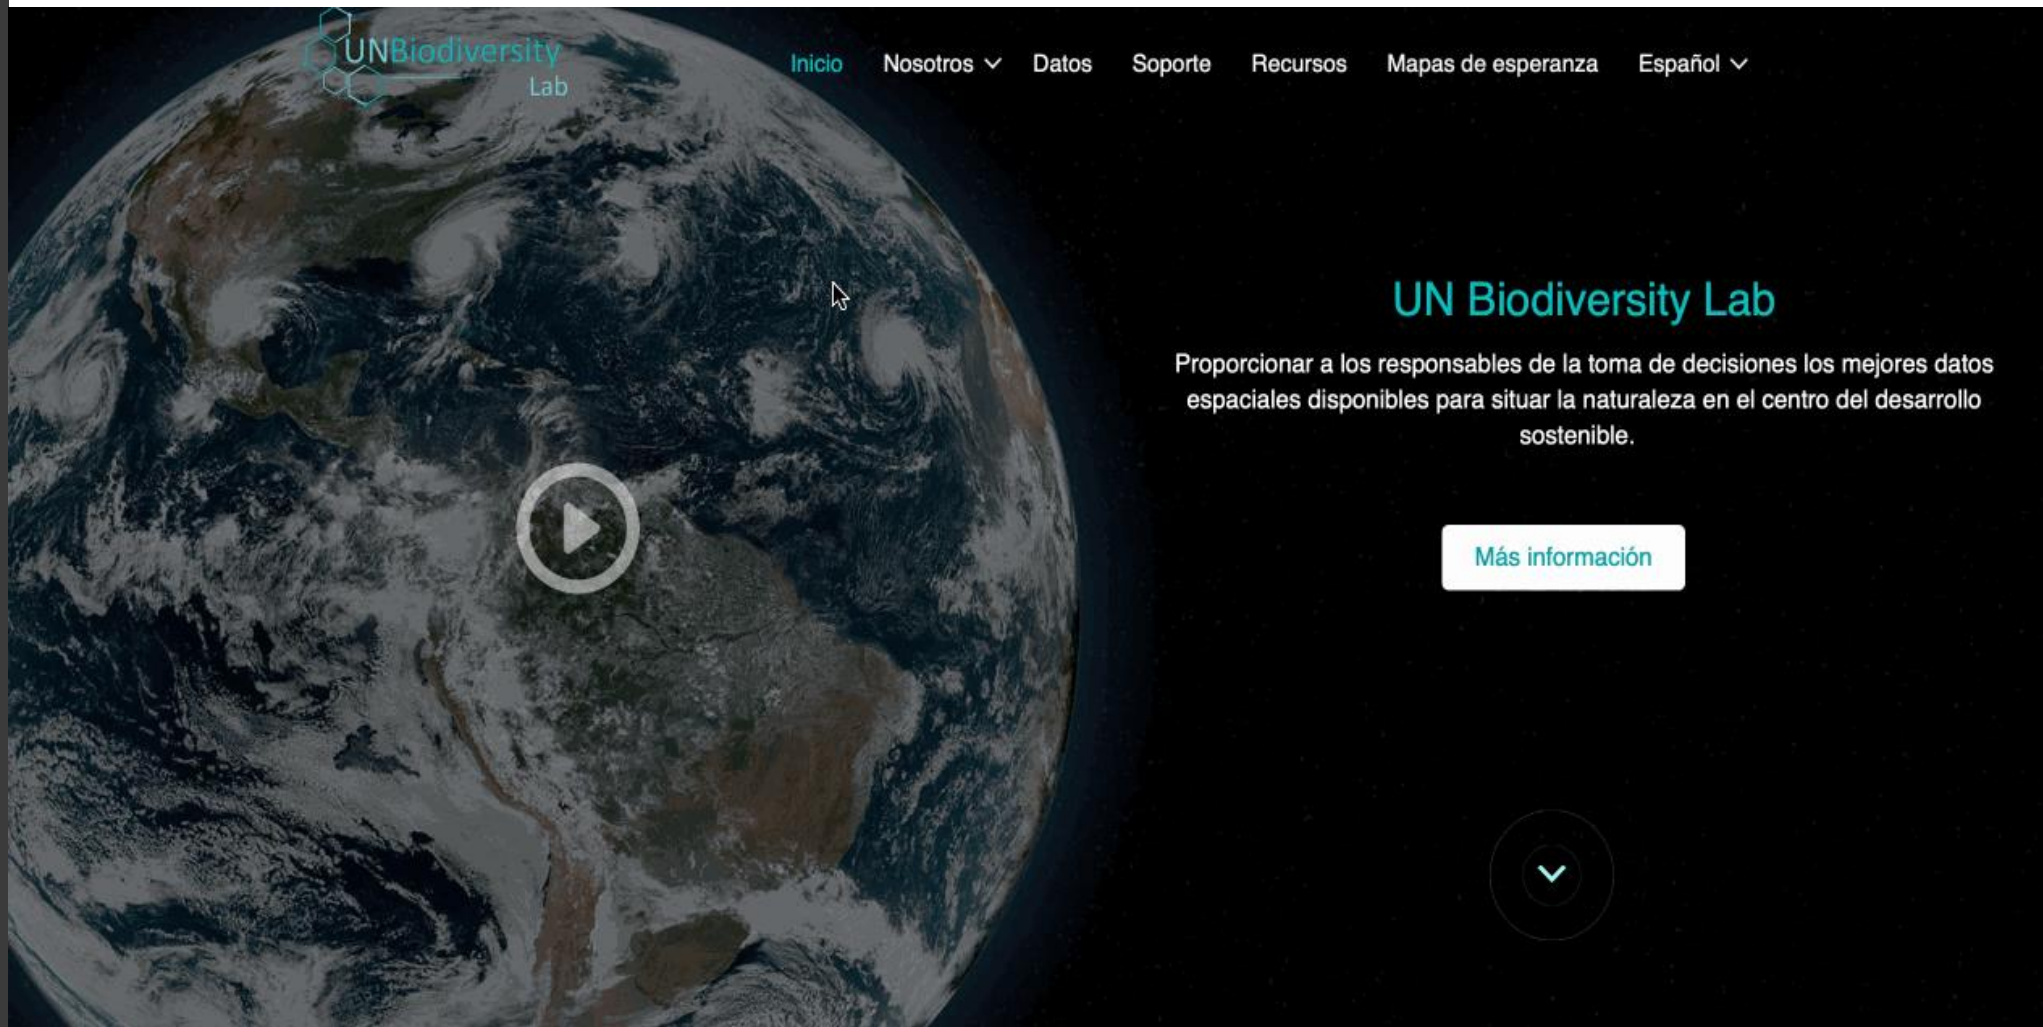 UNBiodiversity
Lab
Inicio Nosotros Datos Soporte Recursos Mapas de esperanza Español
UN Biodiversity Lab
Proporcionar a los responsables de la toma de decisiones los mejores datos
espaciales disponibles para situar la naturaleza en el centro del desarrollo
sostenible.
Más información